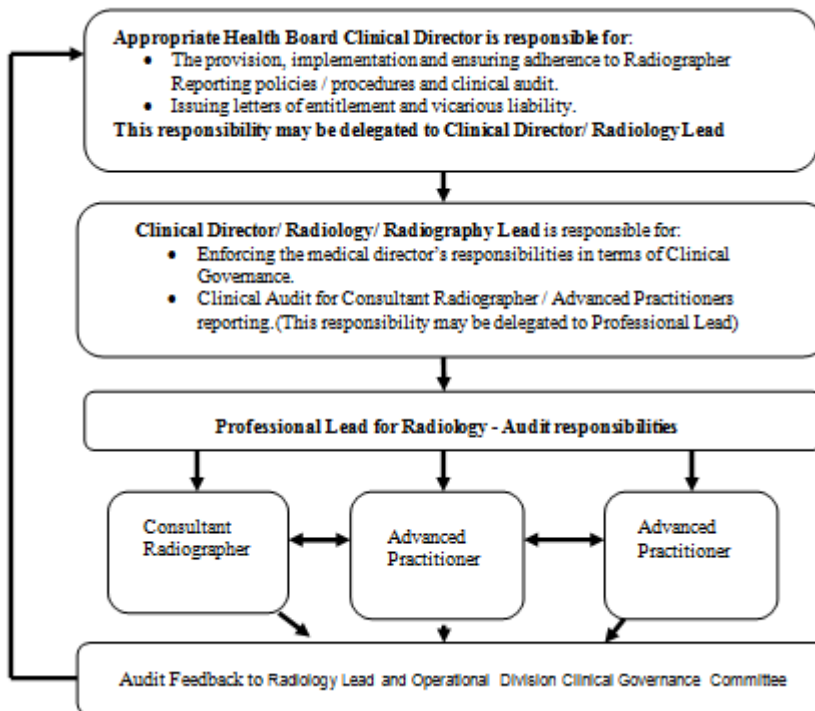 Appropriate Health Board Clinical Director is responsible for:
• The provision, implementation and ensuring adherence to Radiographer
Reporting policies / procedures and clinical audit.
• Issuing letters of entitlement and vicarious liability.
This responsibility may be delegated to Clinical Director/ Radiology Lead
Clinical Director/ Radiology/ Radiography Lead is responsible for:
• Enforcing the medical director's responsibilities in terms of Clinical
Governance.
• Clinical Audit for Consultant Radiographer / Advanced Practitioners
reporting.(This responsibility may be delegated to Professional Lead)
Professional Lead for Radiology - Audit responsibilities
Consultant
Radiographer
Advanced
Practitioner
Advanced
Practitioner
Audit Feedback to Radiology Lead and Operational Division Clinical Governance Committee